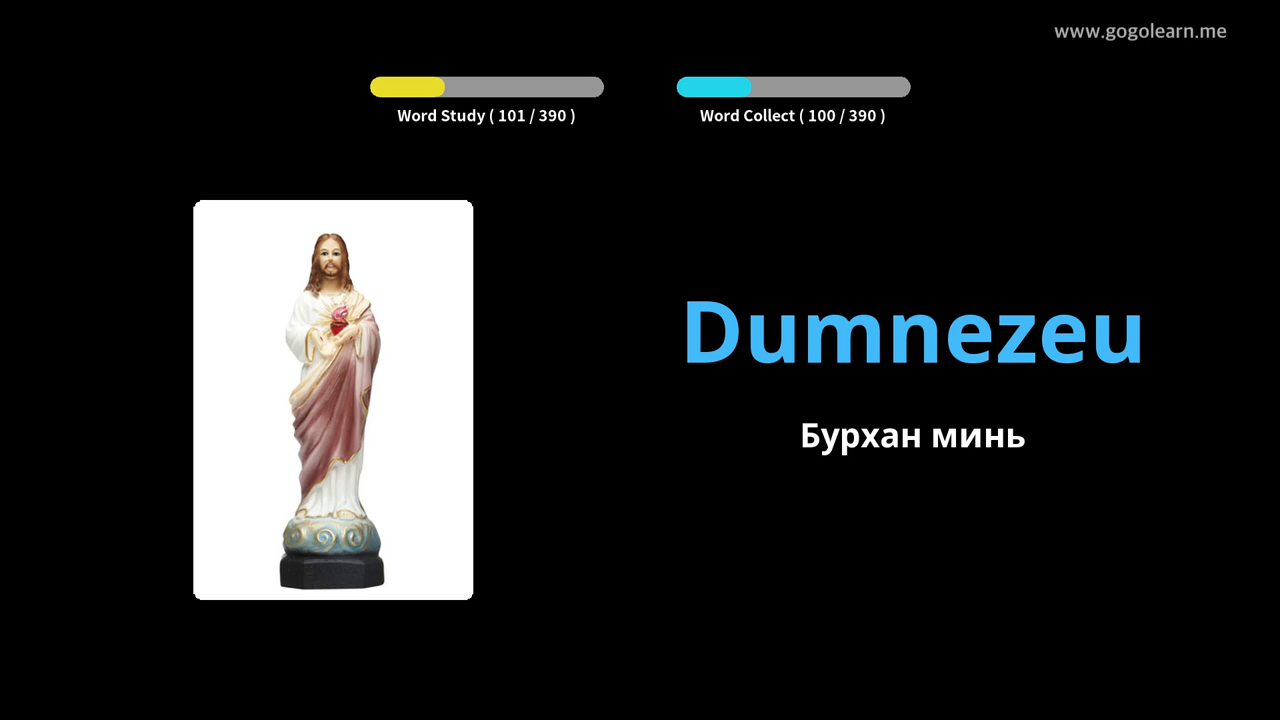 www.gogolearn.me
Word Study ( 101 / 390 )
Word Collect ( 100 / 390 )
Dumnezeu
Бурхан минь